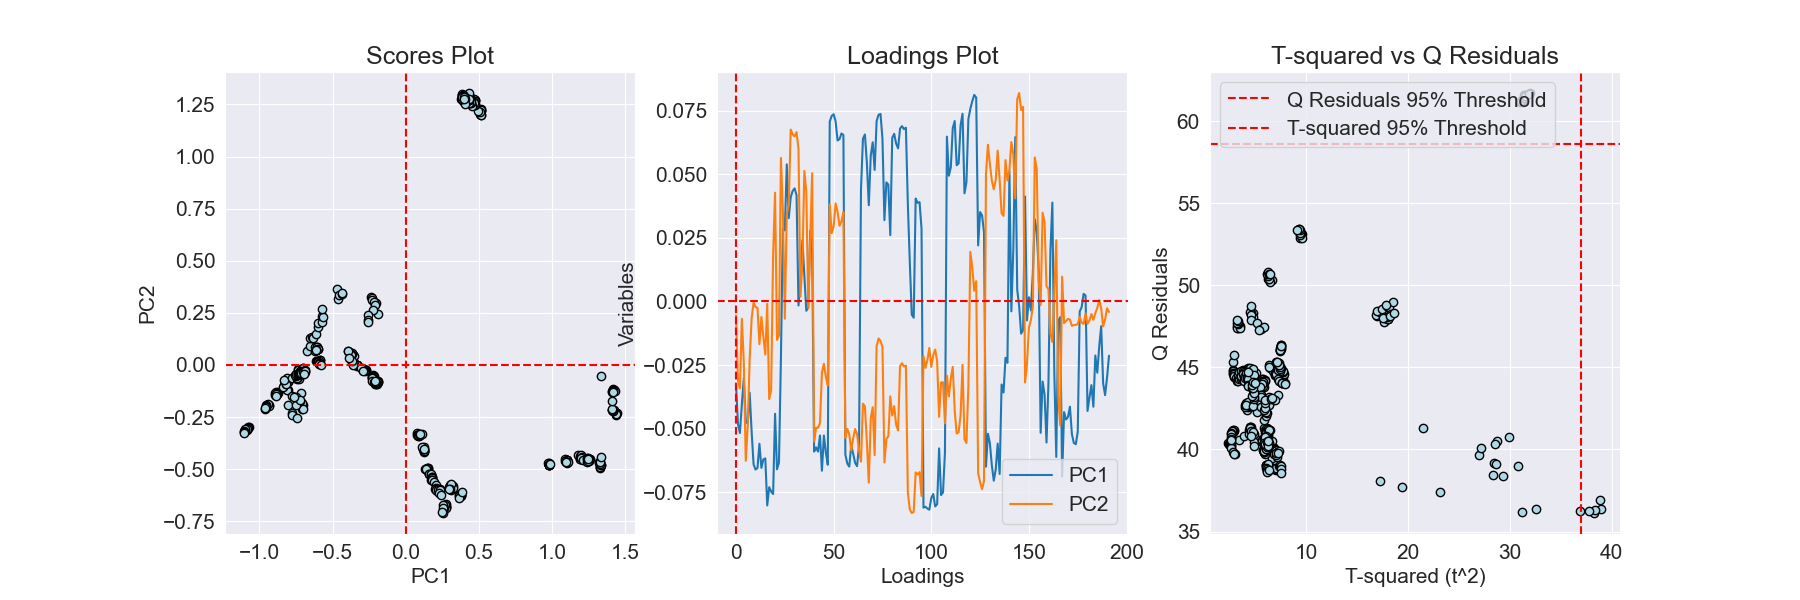 Scores Plot
1.25
1.00
0.75
0.50
0.25
0.00
−0.25
−0.50
−0.75
PC2
−1.0 −0.5 0.0 0.5 1.0 1.5
PC1
Loadings Plot
0.075
0.050
0.025
0.000
−0.025
−0.050
−0.075
Variables
PC1
PC2
0 50 100 150 200
Loadings
T-squared vs Q Residuals
Q Residuals 95% Threshold
T-squared 95% Threshold
60
55
50
45
40
35
Q Residuals
10 20 30 40
T-squared (t^2)